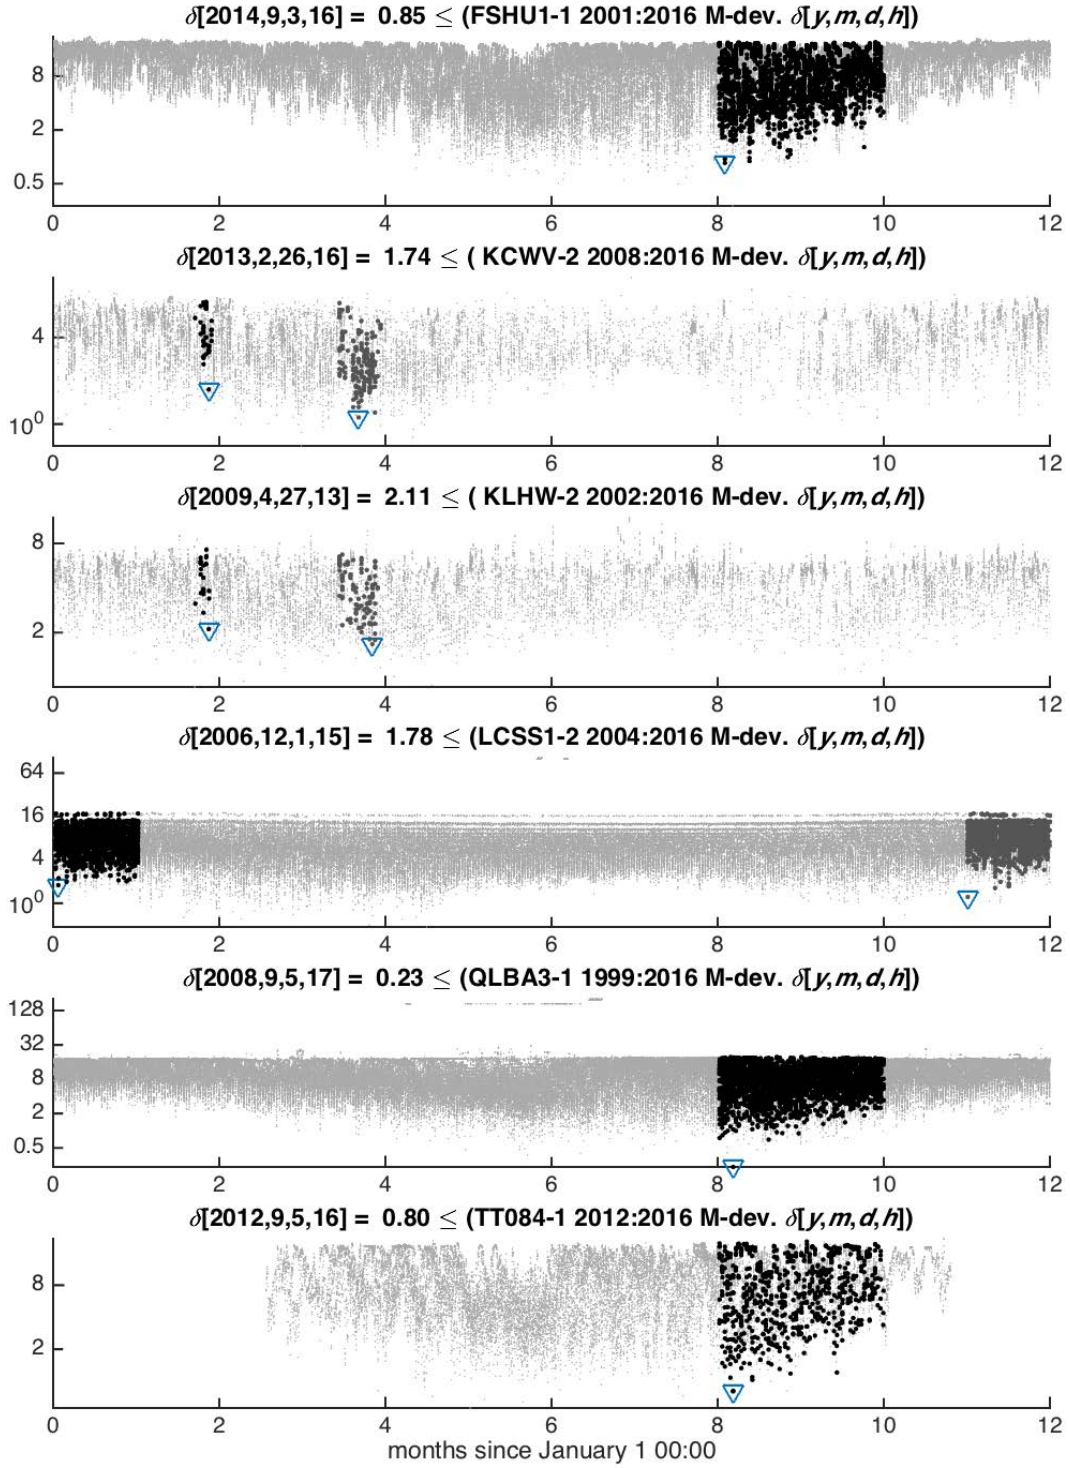 δ[2014,9,3,16] = 0.85 ≤ (FSHU1-1 2001:2016 M-dev. δ[y,m,d,h])
8
2
0.5
0 2 4 6 8 10 12
δ[2013,2,26,16] = 1.74 ≤ ( KCWV-2 2008:2016 M-dev. δ[y,m,d,h])
4
10⁰
0 2 4 6 8 10 12
δ[2009,4,27,13] = 2.11 ≤ ( KLHW-2 2002:2016 M-dev. δ[y,m,d,h])
8
2
0 2 4 6 8 10 12
δ[2006,12,1,15] = 1.78 ≤ (LCSS1-2 2004:2016 M-dev. δ[y,m,d,h])
64
16
4
10⁰
0 2 4 6 8 10 12
δ[2008,9,5,17] = 0.23 ≤ (QLBA3-1 1999:2016 M-dev. δ[y,m,d,h])
128
32
8
2
0.5
0 2 4 6 8 10 12
δ[2012,9,5,16] = 0.80 ≤ (TT084-1 2012:2016 M-dev. δ[y,m,d,h])
8
2
0 2 4 6 8 10 12
months since January 1 00:00